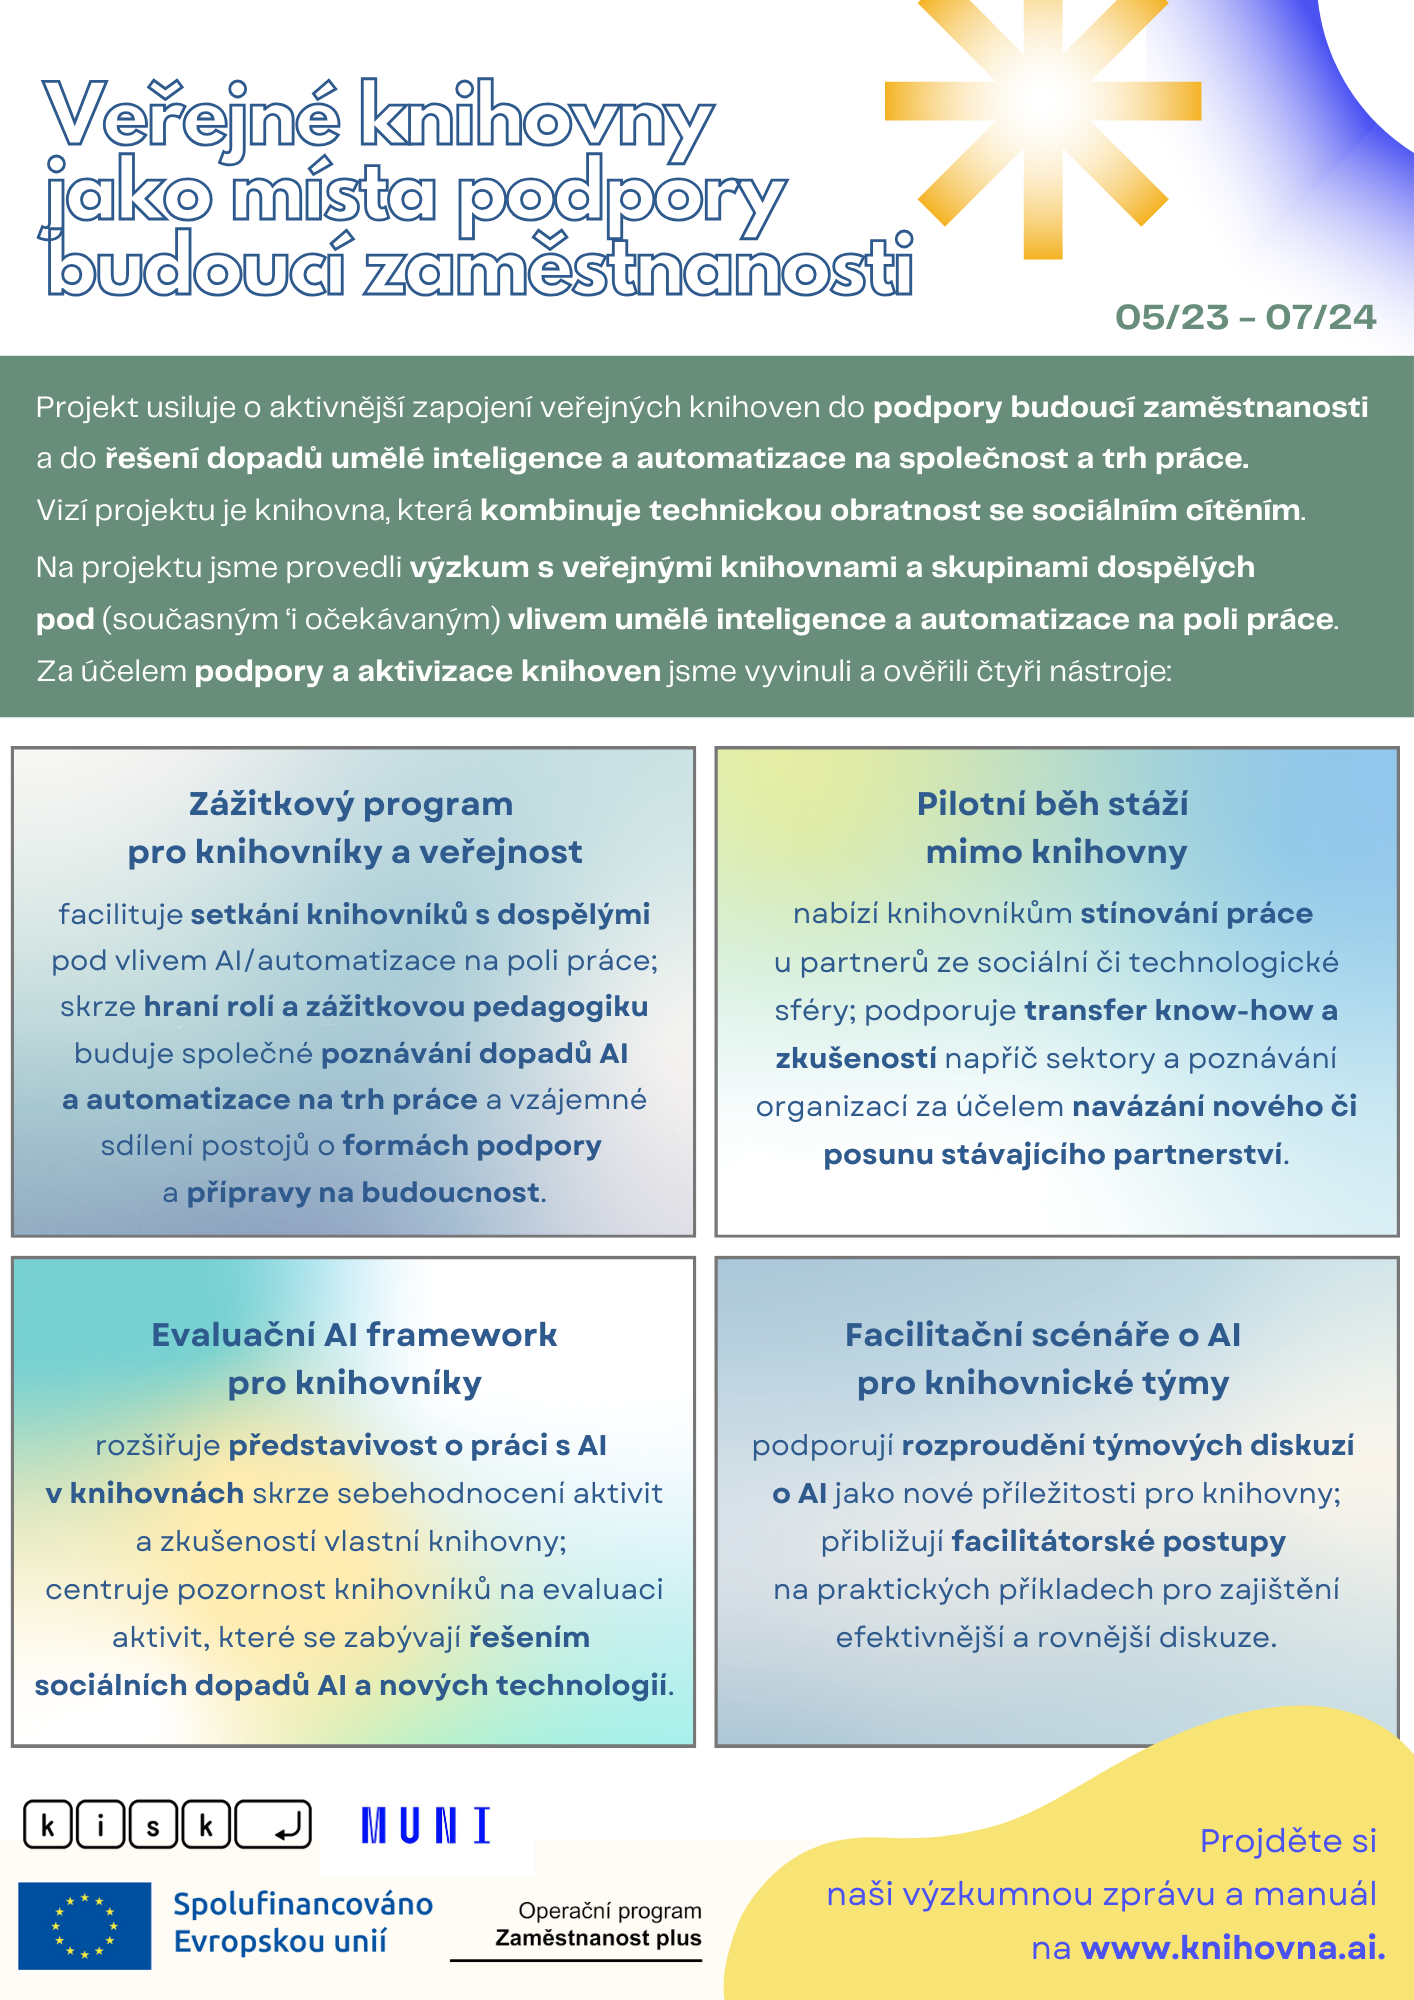 Veřejné knihovny
jako místa podpory
budoucí zaměstnanosti
05/23 – 07/24
Projekt usiluje o aktivnější zapojení veřejných knihoven do podpory budoucí zaměstnanosti
a do řešení dopadů umělé inteligence a automatizace na společnost a trh práce.
Vizí projektu je knihovna, která kombinuje technickou obratnost se sociálním cítěním.
Na projektu jsme provedli výzkum s veřejnými knihovnami a skupinami dospělých
pod (současným ‘i očekávaným) vlivem umělé inteligence a automatizace na poli práce.
Za účelem podpory a aktivizace knihoven jsme vyvinuli a ověřili čtyři nástroje:
Zážitkový program
pro knihovníky a veřejnost
facilituje setkání knihovníků s dospělými
pod vlivem AI/automatizace na poli práce;
skrze hraní rolí a zážitkovou pedagogiku
buduje společné poznávání dopadů AI
a automatizace na trh práce a vzájemné
sdílení postojů o formách podpory
a přípravy na budoucnost.
Pilotní běh stáží
mimo knihovny
nabízí knihovníkům stínování práce
u partnerů ze sociální či technologické
sféry; podporuje transfer know-how a
zkušeností napříč sektory a poznávání
organizací za účelem navázání nového či
posunu stávajícího partnerství.
Evaluační AI framework
pro knihovníky
rozšiřuje představivost o práci s AI
v knihovnách skrze sebehodnocení aktivit
a zkušeností vlastní knihovny;
centruje pozornost knihovníků na evaluaci
aktivit, které se zabývají řešením
sociálních dopadů AI a nových technologií.
Facilitační scénáře o AI
pro knihovnické týmy
podporují rozproudění týmových diskuzí
o AI jako nové příležitosti pro knihovny;
přibližují facilitátorské postupy
na praktických příkladech pro zajištění
efektivnější a rovnější diskuze.
kisk
MUNI
Spolufinancováno
Evropskou unií
Operační program
Zaměstnanost plus
Projděte si
naši výzkumnou zprávu a manuál
na www.knihovna.ai.